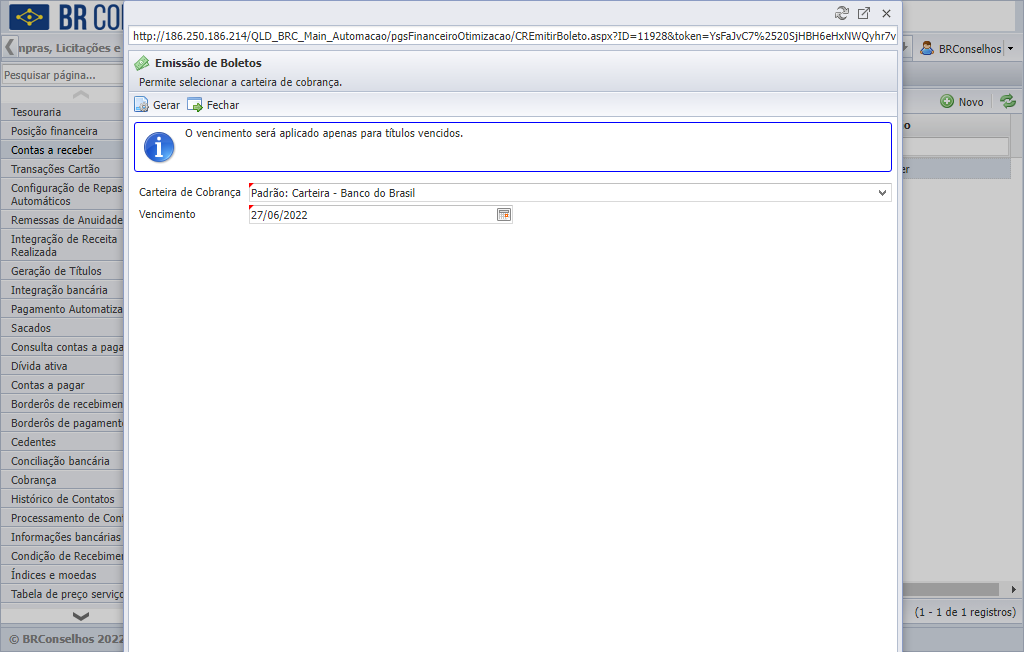 BR CO
http://186.250.186.214/QLD_BRC_Main_Automacao/pgsFinanceiroOtimizacao/CREmitirBoleto.aspx?ID=11928&token=YsFaJvC7%2520SjHBH6eHxNWQyhr7v
mpras, Licitações e
BRConselhos
Pesquisar página...
Emissão de Boletos
Permite selecionar a carteira de cobrança.
Gerar Fechar
Novo
O vencimento será aplicado apenas para títulos vencidos.
Carteira de Cobrança Padrão: Carteira - Banco do Brasil
Vencimento 27/06/2022
Tesouraria
Posição financeira
Contas a receber
Transações Cartão
Configuração de Repas
Automáticos
Remessas de Anuidade
Integração de Receita
Realizada
Geração de Títulos
Integração bancária
Pagamento Automatiza
Sacados
Consulta contas a paga
Dívida ativa
Contas a pagar
Borderôs de recebimen
Borderôs de pagament
Cedentes
Conciliação bancária
Cobrança
Histórico de Contatos
Processamento de Con
Informações bancárias
Condição de Recebimen
Índices e moedas
Tabela de preço serviço
(1 - 1 de 1 registros)
© BRConselhos 2022